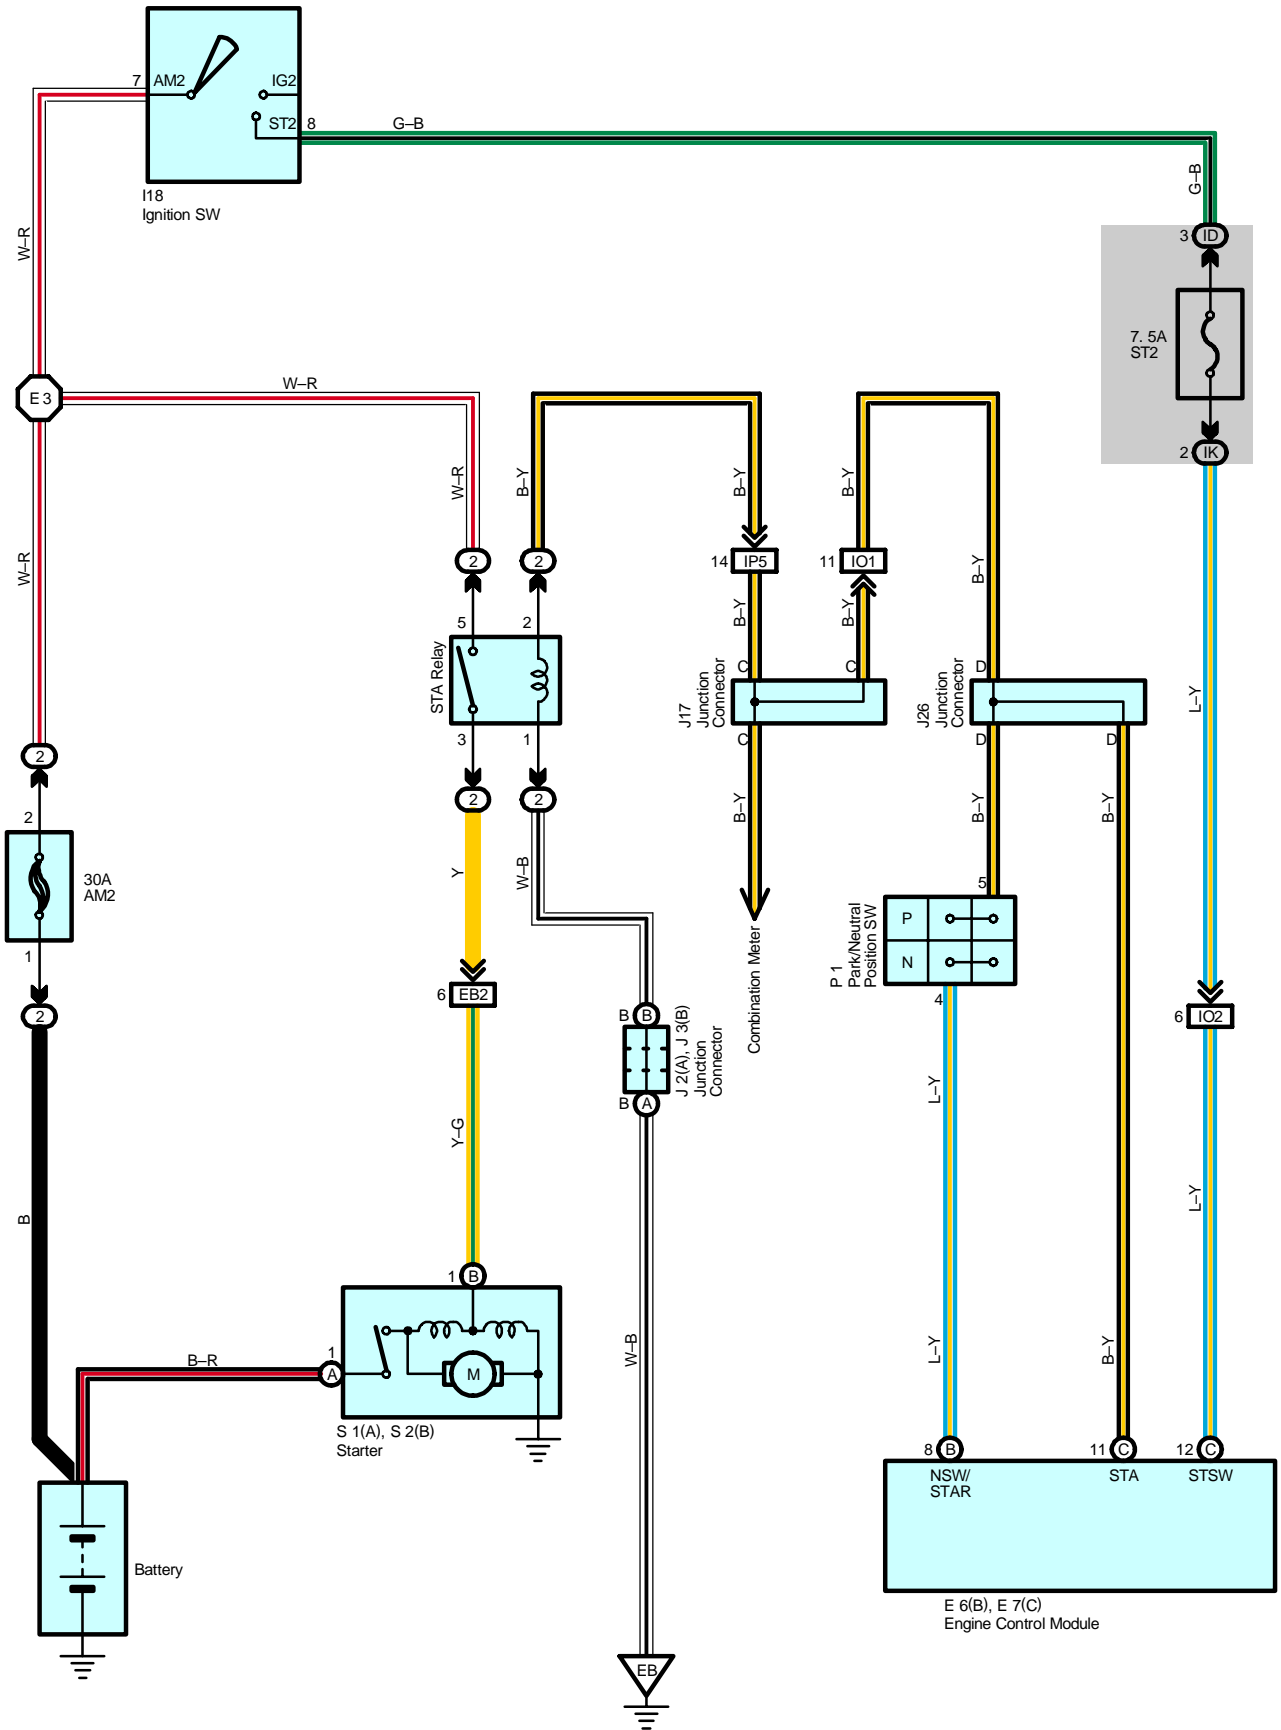 7 AM2 IG2
ST2 8
G–B
I18
Ignition SW
W–R
G–B
3 ID
7. 5A
ST2
2 IK
E 3
W–R
W–R
W–R
B–Y
B–Y
B–Y
B–Y
2
2
14 IP5
11 IO1
5
2
STA Relay
3
1
B–Y
B–Y
C
C
D
J17
Junction
Connector
J26
Junction
Connector
C
D
D
L–Y
2
2
30A
AM2
1
2
2
2
Y
W–B
B–Y
B–Y
B–Y
Combination Meter
5
P
N
P 1
Park/Neutral
Position SW
4
6 EB2
B B
J 2(A), J 3(B)
Junction
Connector
B A
6 IO2
L–Y
Y–G
L–Y
B
1 B
W–B
L–Y
B–Y
B–R
1
A
M
S 1(A), S 2(B)
Starter
8 B
11 C
12 C
NSW/
STAR
STA
STSW
Battery
E 6(B), E 7(C)
Engine Control Module
EB